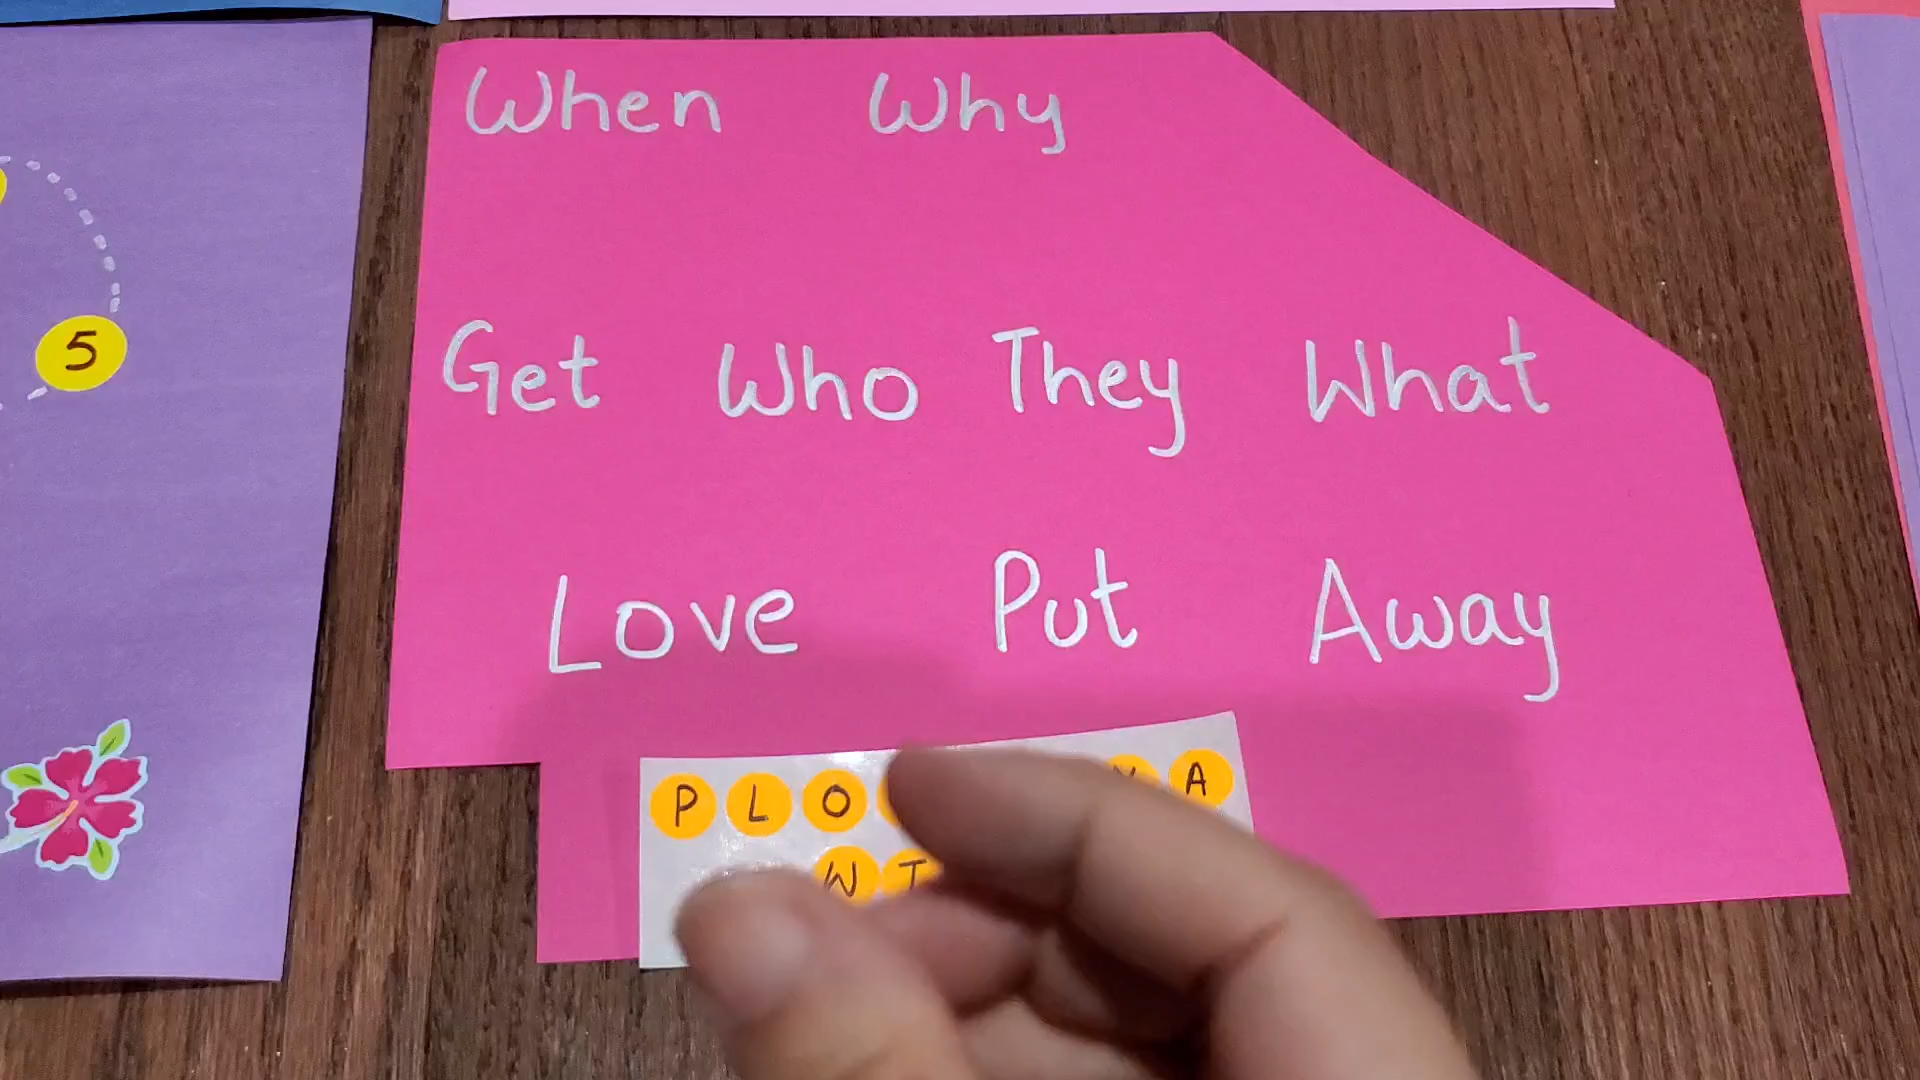 When Why
5
Get Who They What
Love Put Away
P L O A
W T